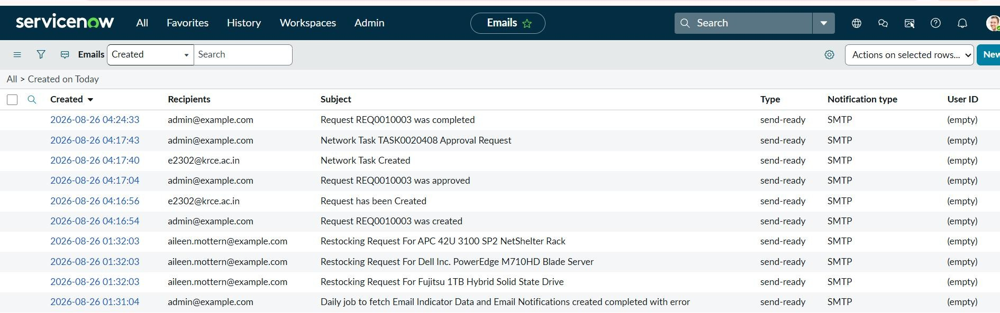 servicenow All Favorites History Workspaces Admin Emails Search
Emails Created Search Actions on selected rows... New
All > Created on Today
Created Recipients Subject Type Notification type User ID
2026-08-26 04:24:33 admin@example.com Request REQ0010003 was completed send-ready SMTP (empty)
2026-08-26 04:17:43 admin@example.com Network Task TASK0020408 Approval Request send-ready SMTP (empty)
2026-08-26 04:17:40 e2302@krce.ac.in Network Task Created send-ready SMTP (empty)
2026-08-26 04:17:04 admin@example.com Request REQ0010003 was approved send-ready SMTP (empty)
2026-08-26 04:16:56 e2302@krce.ac.in Request has been Created send-ready SMTP (empty)
2026-08-26 04:16:54 admin@example.com Request REQ0010003 was created send-ready SMTP (empty)
2026-08-26 01:32:03 aileen.mottern@example.com Restocking Request For APC 42U 3100 SP2 NetShelter Rack send-ready SMTP (empty)
2026-08-26 01:32:03 aileen.mottern@example.com Restocking Request For Dell Inc. PowerEdge M710HD Blade Server send-ready SMTP (empty)
2026-08-26 01:32:03 aileen.mottern@example.com Restocking Request For Fujitsu 1TB Hybrid Solid State Drive send-ready SMTP (empty)
2026-08-26 01:31:04 admin@example.com Daily job to fetch Email Indicator Data and Email Notifications created completed with error send-ready SMTP (empty)